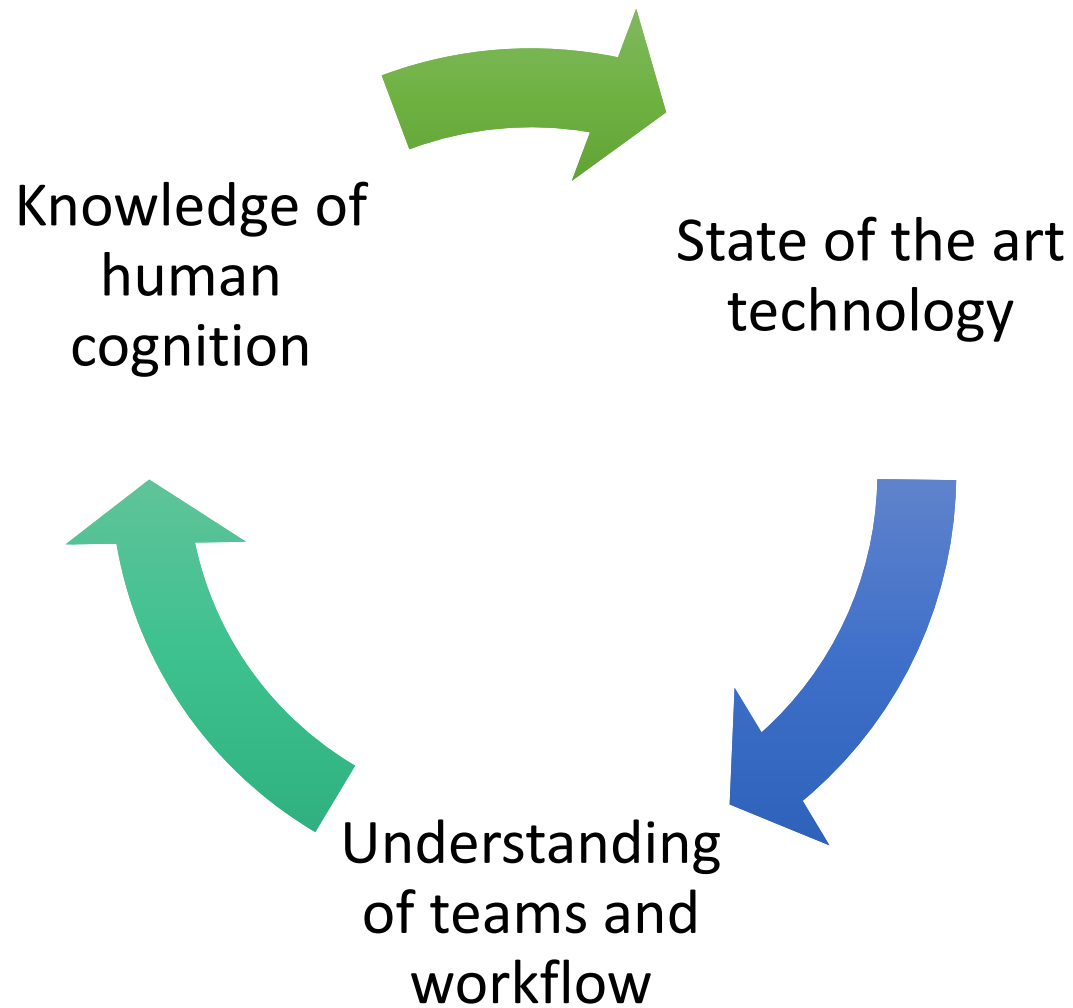 Knowledge of
human
cognition
State of the art
technology
Understanding
of teams and
workflow